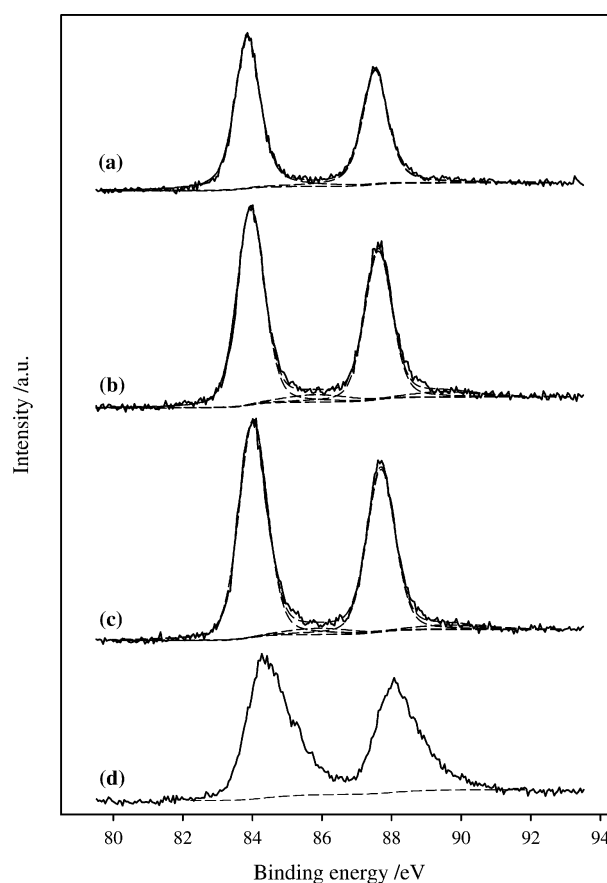 (a)
(b)
Intensity /a.u.
(c)
(d)
80 82 84 86 88 90 92 94
Binding energy /eV